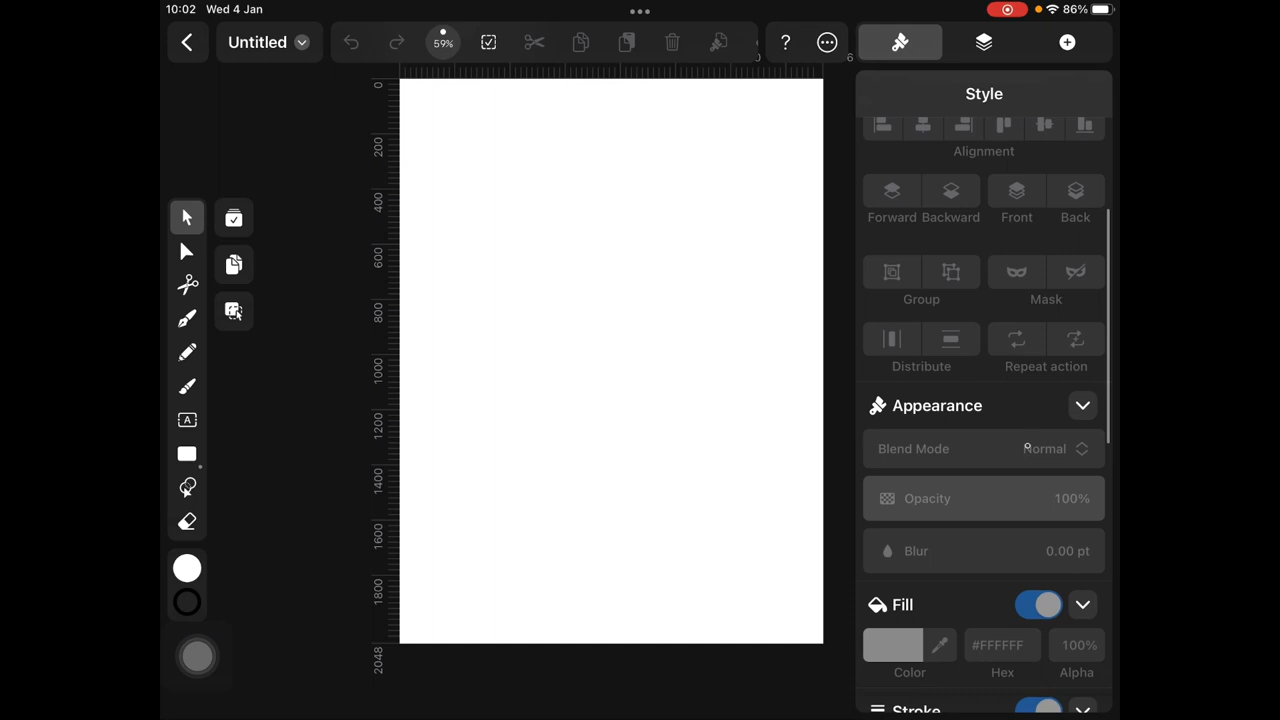 10:02 Wed 4 Jan
86%
Untitled
59%
?
6
Style
0
200
400
600
800
1000
1200
1400
1600
1800
2048
A
Alignment
Forward Backward Front Back
Group Mask
Distribute Repeat action
Appearance
Blend Mode Normal
Opacity 100%
Blur 0.00 pt
Fill
#FFFFFF 100%
Color Hex Alpha
Stroke